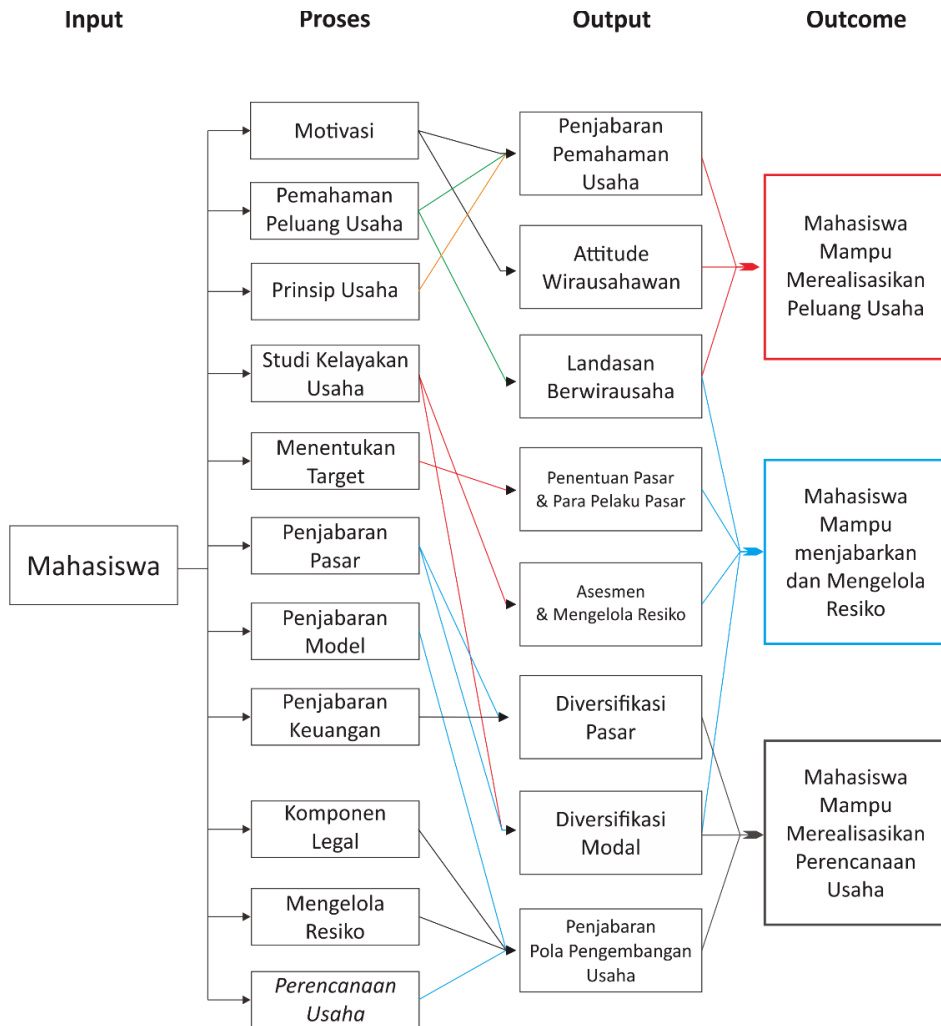 Input
Proses
Output
Outcome
Mahasiswa
Motivasi
Pemahaman
Peluang Usaha
Prinsip Usaha
Studi Kelayakan
Usaha
Menentukan
Target
Penjabaran
Pasar
Penjabaran
Model
Penjabaran
Keuangan
Komponen
Legal
Mengelola
Resiko
Perencanaan
Usaha
Penjabaran
Pemahaman
Usaha
Attitude
Wirausahawan
Landasan
Berwirausaha
Penentuan Pasar
& Para Pelaku Pasar
Asesmen
& Mengelola Resiko
Diversifikasi
Pasar
Diversifikasi
Modal
Penjabaran
Pola Pengembangan
Usaha
Mahasiswa
Mampu
Merealisasikan
Peluang Usaha
Mahasiswa
Mampu
menjabarkan
dan Mengelola
Resiko
Mahasiswa
Mampu
Merealisasikan
Perencanaan
Usaha